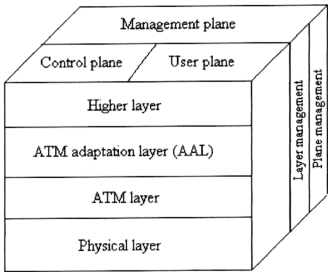 Management plane
Control plane
User plane
Higher layer
ATM adaptation layer (AAL)
ATM layer
Physical layer
Layer management
Plane management